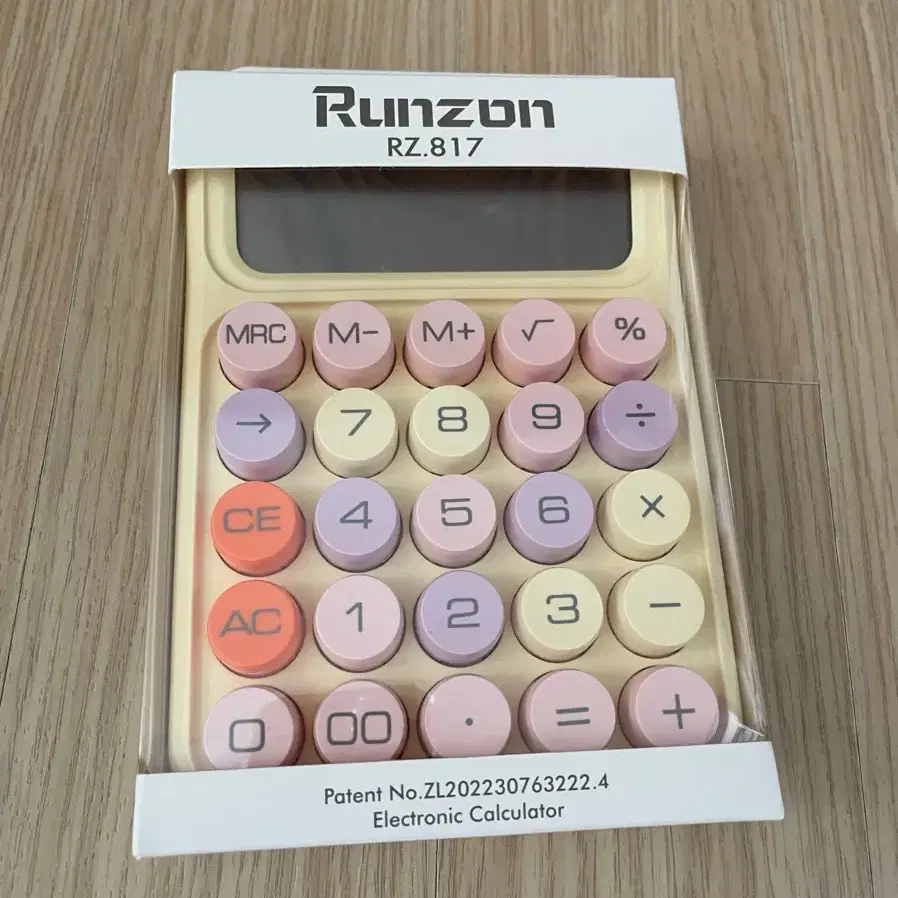 Runzon
RZ.817
MRC M- M+ √ %
→ 7 8 9 ÷
CE 4 5 6 ×
AC 1 2 3 −
0 00 . = +
Patent No.ZL202230763222.4
Electronic Calculator